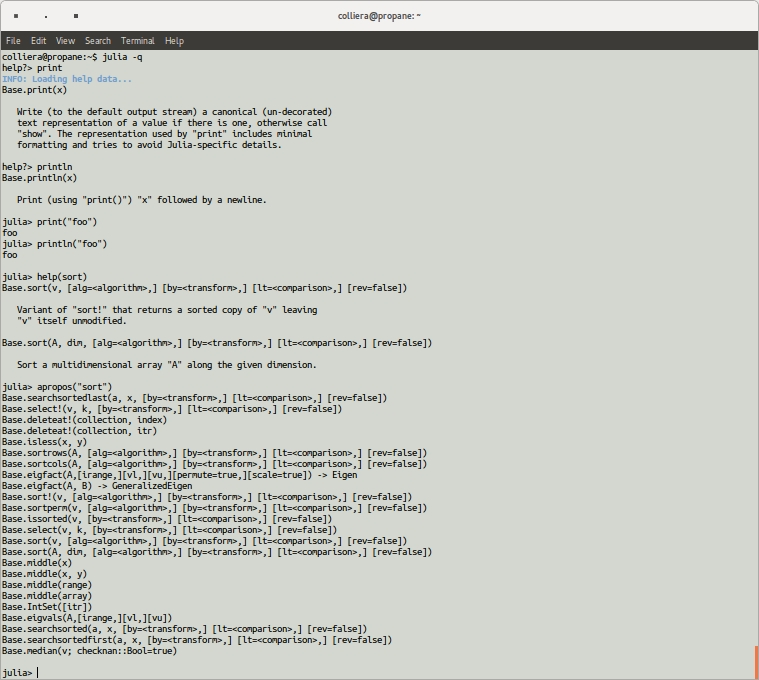 colliera@propane: ~
File Edit View Search Terminal Help
colliera@propane:~$ julia -q
help?> print
INFO: Loading help data...
Base.print(x)
Write (to the default output stream) a canonical (un-decorated)
text representation of a value if there is one, otherwise call
"show". The representation used by "print" includes minimal
formatting and tries to avoid Julia-specific details.
help?> println
Base.println(x)
Print (using "print()") "x" followed by a newline.
julia> print("foo")
foo
julia> println("foo")
foo
julia> help(sort)
Base.sort(v, [alg=<algorithm>,] [by=<transform>,] [lt=<comparison>,] [rev=false])
Variant of "sort!" that returns a sorted copy of "v" leaving
"v" itself unmodified.
Base.sort(A, dim, [alg=<algorithm>,] [by=<transform>,] [lt=<comparison>,] [rev=false])
Sort a multidimensional array "A" along the given dimension.
julia> apropos("sort")
Base.searchsortedlast(a, x, [by=<transform>,] [lt=<comparison>,] [rev=false])
Base.select!(v, k, [by=<transform>,] [lt=<comparison>,] [rev=false])
Base.deleteat!(collection, index)
Base.deleteat!(collection, itr)
Base.isless(x, y)
Base.sortrows(A, [alg=<algorithm>,] [by=<transform>,] [lt=<comparison>,] [rev=false])
Base.sortcols(A, [alg=<algorithm>,] [by=<transform>,] [lt=<comparison>,] [rev=false])
Base.eigfact(A,[irange,][vl,][vu,][permute=true,][scale=true]) -> Eigen
Base.eigfact(A, B) -> GeneralizedEigen
Base.sort!(v, [alg=<algorithm>,] [by=<transform>,] [lt=<comparison>,] [rev=false])
Base.sortperm(v, [alg=<algorithm>,] [by=<transform>,] [lt=<comparison>,] [rev=false])
Base.issorted(v, [by=<transform>,] [lt=<comparison>,] [rev=false])
Base.select(v, k, [by=<transform>,] [lt=<comparison>,] [rev=false])
Base.sort(v, [alg=<algorithm>,] [by=<transform>,] [lt=<comparison>,] [rev=false])
Base.sort(A, dim, [alg=<algorithm>,] [by=<transform>,] [lt=<comparison>,] [rev=false])
Base.middle(x)
Base.middle(x, y)
Base.middle(range)
Base.middle(array)
Base.IntSet([itr])
Base.eigvals(A,[irange,][vl,][vu])
Base.searchsorted(a, x, [by=<transform>,] [lt=<comparison>,] [rev=false])
Base.searchsortedfirst(a, x, [by=<transform>,] [lt=<comparison>,] [rev=false])
Base.median(v; checknan::Bool=true)
julia>